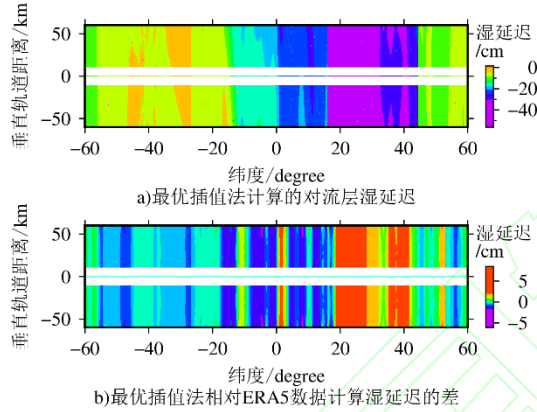 湿延迟
/cm
垂直轨道距离/km
50
0
−50
0
−20
−40
−60 −40 −20 0 20 40 60
纬度/degree
a)最优插值法计算的对流层湿延迟
湿延迟
/cm
垂直轨道距离/km
50
0
−50
5
0
−5
−60 −40 −20 0 20 40 60
纬度/degree
b)最优插值法相对ERA5数据计算湿延迟的差